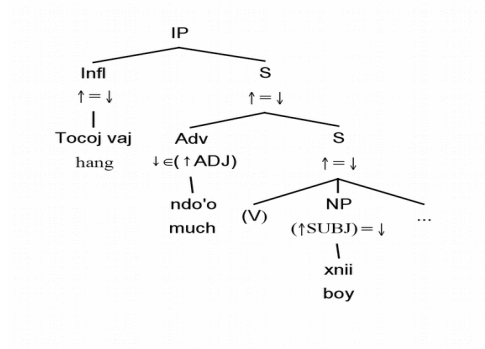 IP
Infl S
↑=↓ ↑=↓
Tocoj vaj Adv S
hang ↓∈(↑ADJ) ↑=↓
ndo'o (V) NP ...
much (↑SUBJ)=↓
xnii
boy